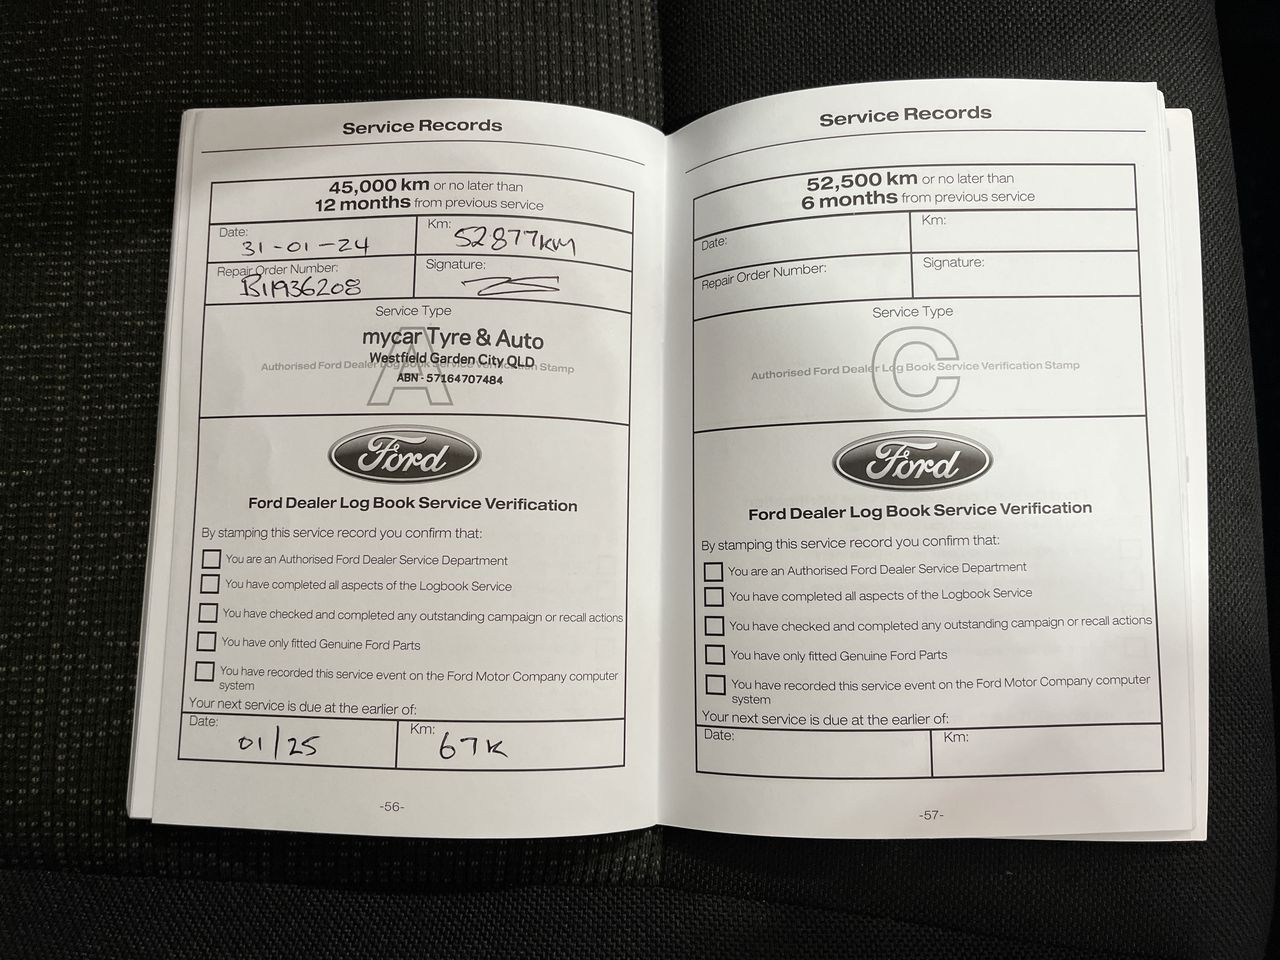 Service Records
45,000 km or no later than
12 months from previous service
Date:
31-01-24
Km:
52877KM
Repair Order Number:
B11936208
Signature:
Service Type
mycar Tyre & Auto
Westfield Garden City QLD
Authorised Ford Dealer Log Book Service Verification Stamp
A
ABN - 57164707484
Ford
Ford Dealer Log Book Service Verification
By stamping this service record you confirm that:
You are an Authorised Ford Dealer Service Department
You have completed all aspects of the Logbook Service
You have checked and completed any outstanding campaign or recall actions
You have only fitted Genuine Ford Parts
You have recorded this service event on the Ford Motor Company computer
system
Your next service is due at the earlier of:
Date:
01/25
Km:
67K
-56-
Service Records
52,500 km or no later than
6 months from previous service
Date:
Km:
Repair Order Number:
Signature:
Service Type
C
Authorised Ford Dealer Log Book Service Verification Stamp
Ford
Ford Dealer Log Book Service Verification
By stamping this service record you confirm that:
You are an Authorised Ford Dealer Service Department
You have completed all aspects of the Logbook Service
You have checked and completed any outstanding campaign or recall actions
You have only fitted Genuine Ford Parts
You have recorded this service event on the Ford Motor Company computer
system
Your next service is due at the earlier of:
Date:
Km:
-57-